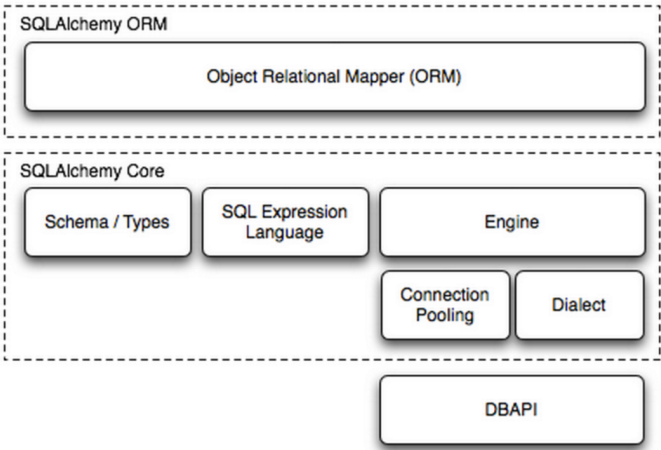 SQLAlchemy ORM
Object Relational Mapper (ORM)
SQLAlchemy Core
Schema / Types
SQL Expression
Language
Engine
Connection
Pooling
Dialect
DBAPI